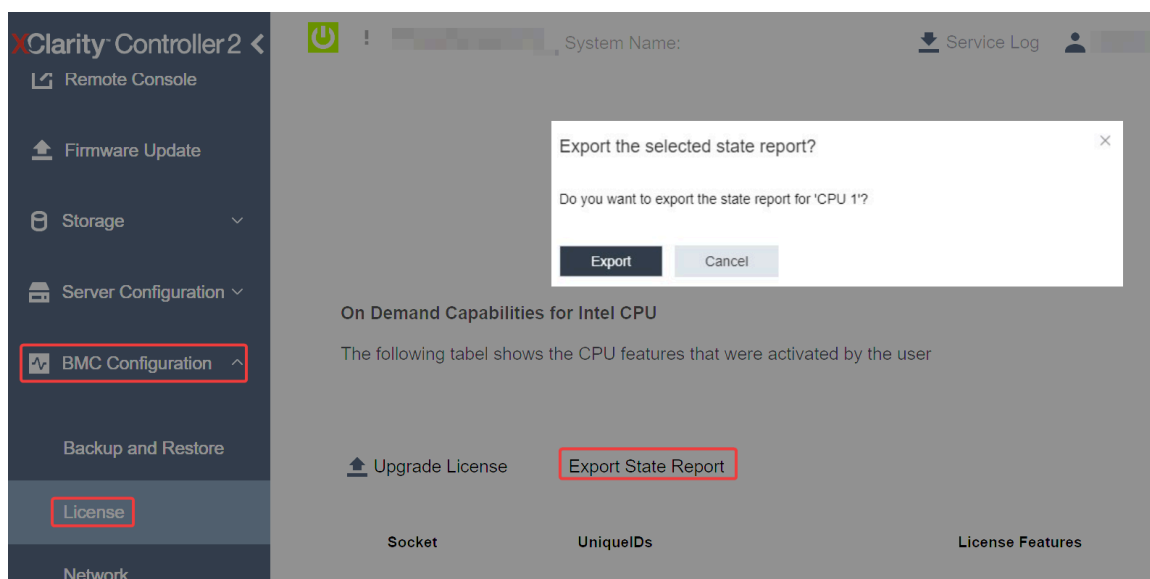 XClarity Controller 2
Remote Console
Firmware Update
Storage
Server Configuration
BMC Configuration
Backup and Restore
License
Network
System Name:
Service Log
Export the selected state report?
Do you want to export the state report for 'CPU 1'?
Export Cancel
On Demand Capabilities for Intel CPU
The following tabel shows the CPU features that were activated by the user
Upgrade License Export State Report
Socket UniqueIDs License Features